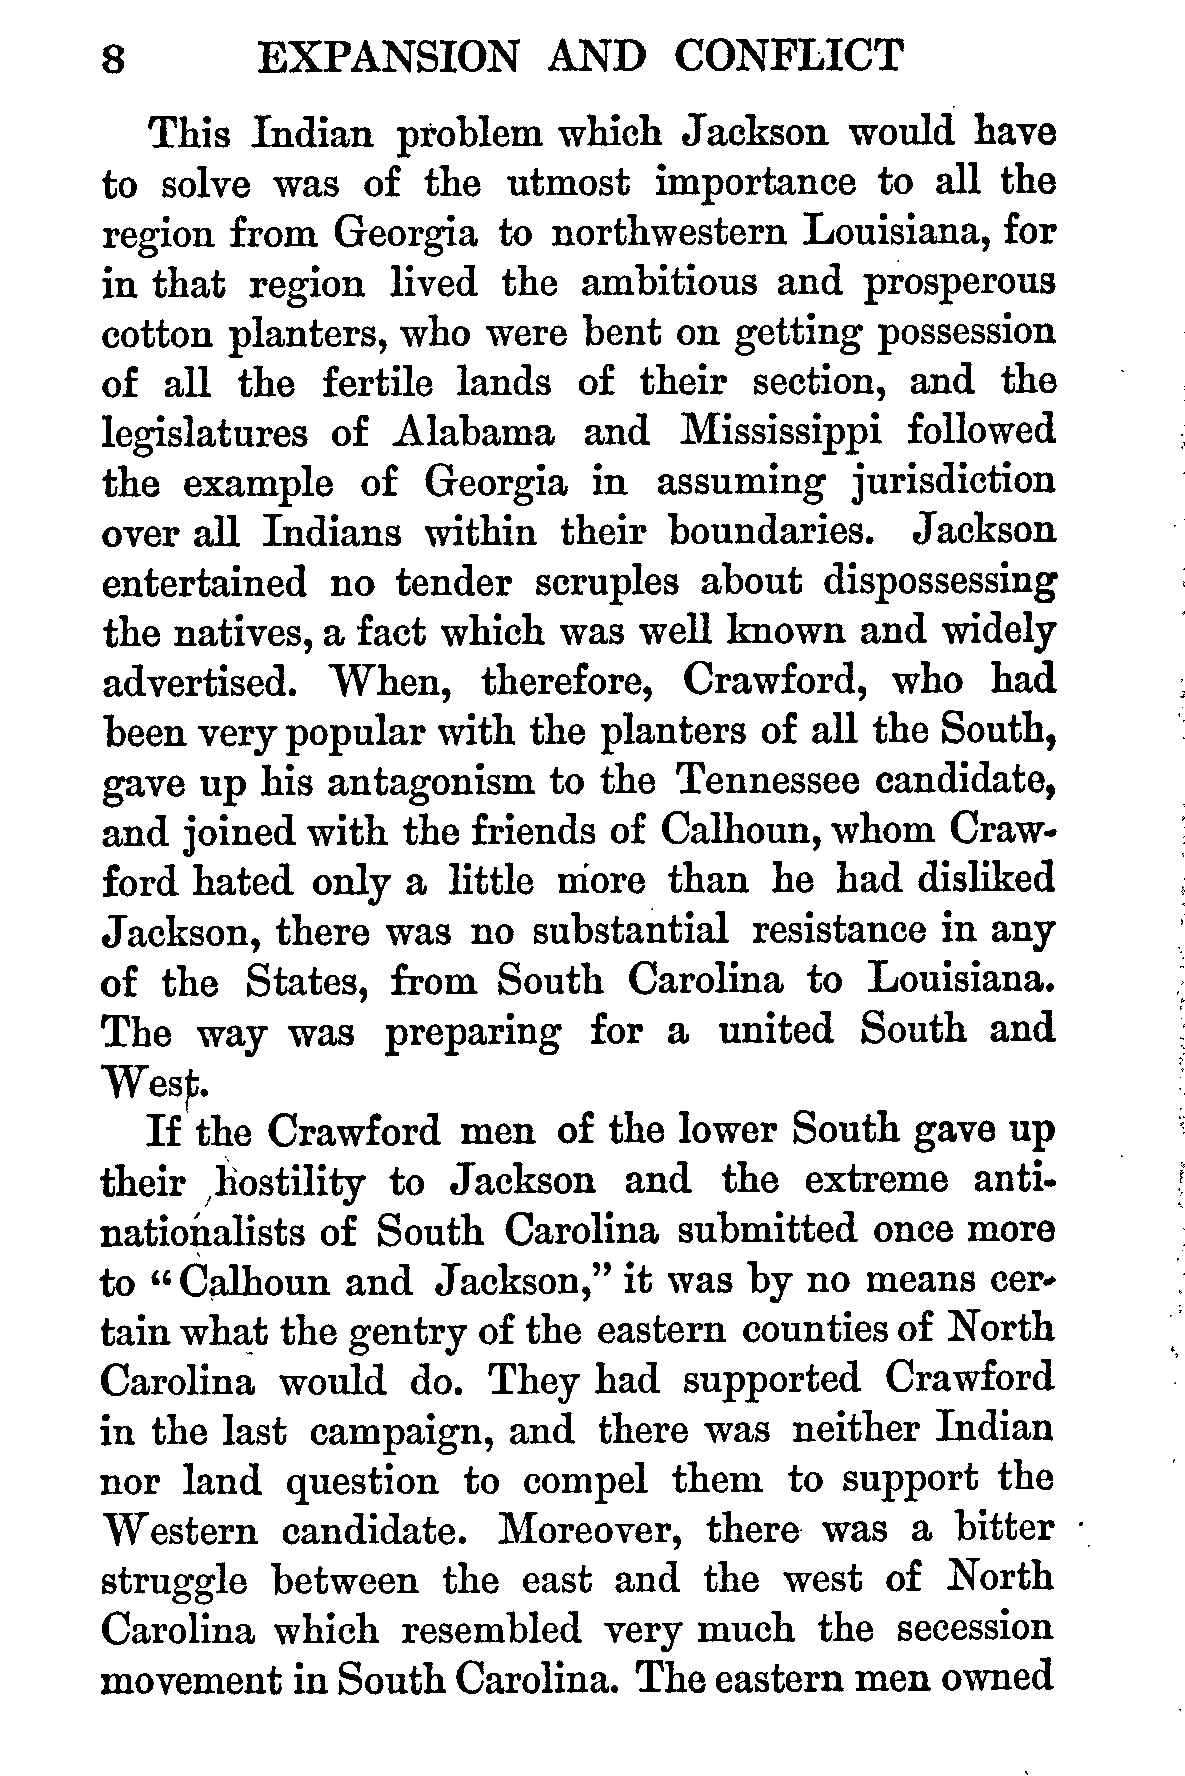 8 EXPANSION AND CONFLICT
This Indian problem which Jackson would have
to solve was of the utmost importance to all the
region from Georgia to northwestern Louisiana, for
in that region lived the ambitious and prosperous
cotton planters, who were bent on getting possession
of all the fertile lands of their section, and the
legislatures of Alabama and Mississippi followed
the example of Georgia in assuming jurisdiction
over all Indians within their boundaries. Jackson
entertained no tender scruples about dispossessing
the natives, a fact which was well known and widely
advertised. When, therefore, Crawford, who had
been very popular with the planters of all the South,
gave up his antagonism to the Tennessee candidate,
and joined with the friends of Calhoun, whom Craw-
ford hated only a little more than he had disliked
Jackson, there was no substantial resistance in any
of the States, from South Carolina to Louisiana.
The way was preparing for a united South and
West.
If the Crawford men of the lower South gave up
their hostility to Jackson and the extreme anti-
nationalists of South Carolina submitted once more
to "Calhoun and Jackson," it was by no means cer-
tain what the gentry of the eastern counties of North
Carolina would do. They had supported Crawford
in the last campaign, and there was neither Indian
nor land question to compel them to support the
Western candidate. Moreover, there was a bitter
struggle between the east and the west of North
Carolina which resembled very much the secession
movement in South Carolina. The eastern men owned